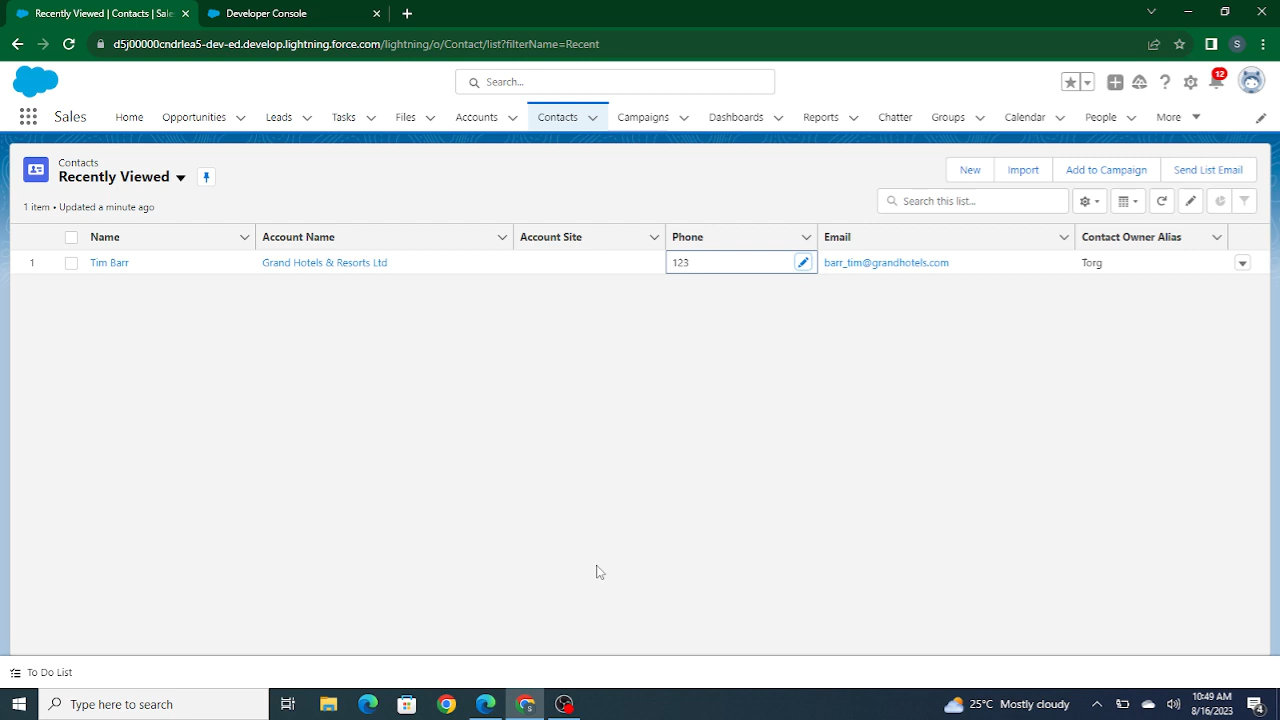 Recently Viewed | Contacts | Sale
Developer Console
d5j00000cndrlea5-dev-ed.develop.lightning.force.com/lightning/o/Contact/list?filterName=Recent
S
Search...
12
Sales
Home
Opportunities
Leads
Tasks
Files
Accounts
Contacts
Campaigns
Dashboards
Reports
Chatter
Groups
Calendar
People
More
Contacts
Recently Viewed
New
Import
Add to Campaign
Send List Email
1 item • Updated a minute ago
Search this list...
Name
Account Name
Account Site
Phone
Email
Contact Owner Alias
1
Tim Barr
Grand Hotels & Resorts Ltd
123
barr_tim@grandhotels.com
Torg
To Do List
Type here to search
S
25°C Mostly cloudy
10:49 AM
8/16/2023
4